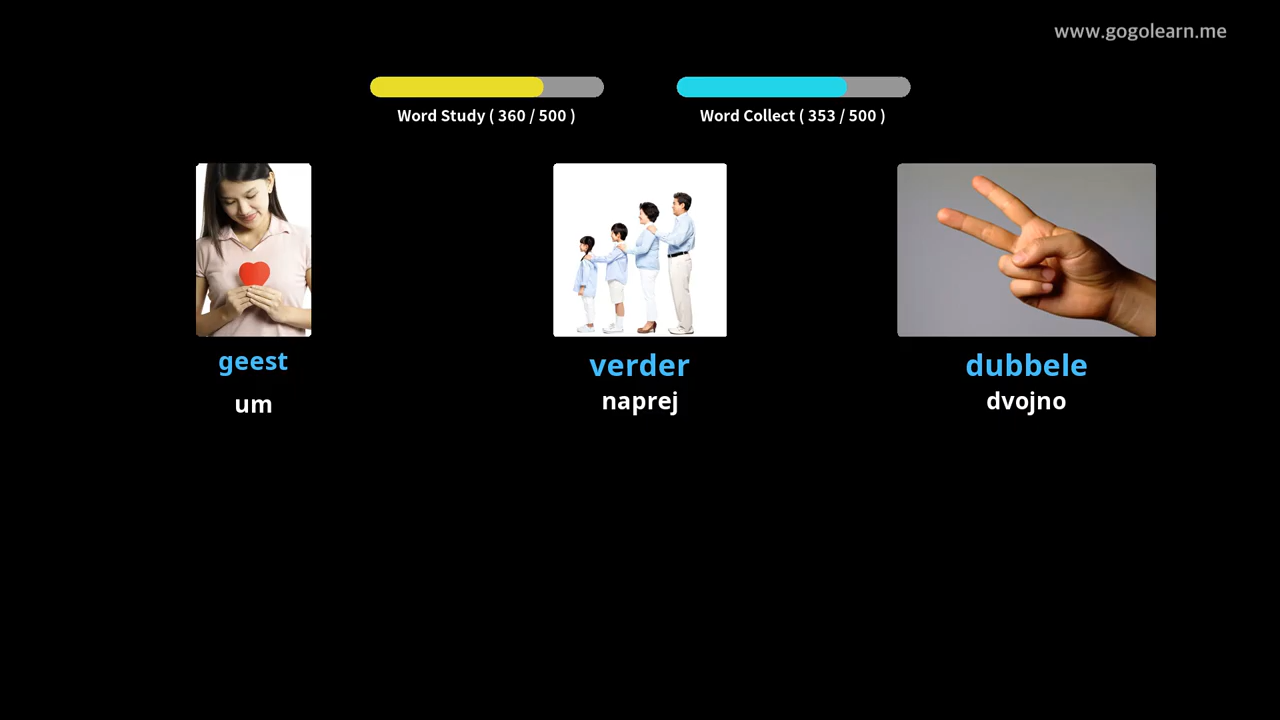 www.gogolearn.me
Word Study ( 360 / 500 )
Word Collect ( 353 / 500 )
geest
um
verder
naprej
dubbele
dvojno